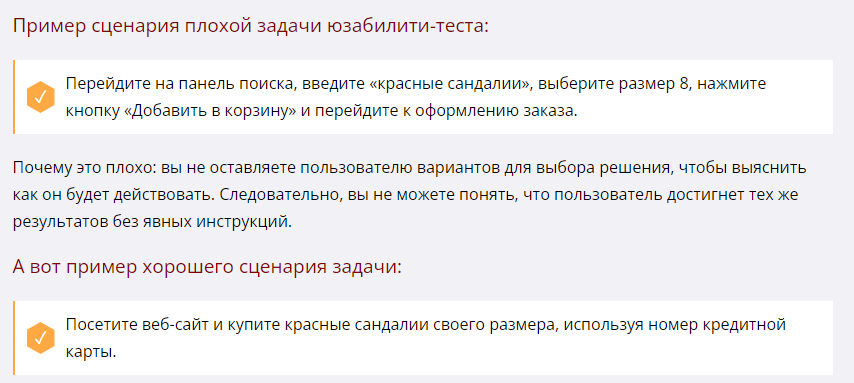 Пример сценария плохой задачи юзабилити-теста:
Перейдите на панель поиска, введите «красные сандалии», выберите размер 8, нажмите
кнопку «Добавить в корзину» и перейдите к оформлению заказа.
Почему это плохо: вы не оставляете пользователю вариантов для выбора решения, чтобы выяснить
как он будет действовать. Следовательно, вы не можете понять, что пользователь достигнет тех же
результатов без явных инструкций.
А вот пример хорошего сценария задачи:
Посетите веб-сайт и купите красные сандалии своего размера, используя номер кредитной
карты.